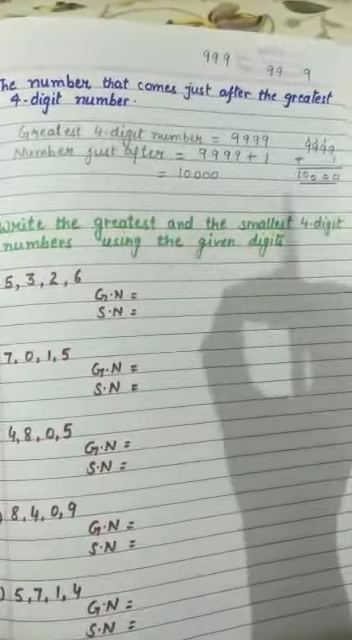 999
99 9
The number that comes just after the greatest
4-digit number.
Greatest 4-digit number = 9999
Number just after = 9999 + 1
= 10000
9999
+ 1
10000
Write the greatest and the smallest 4-digit
numbers using the given digits
5, 3, 2, 6
G.N =
S.N =
7, 0, 1, 5
G.N =
S.N =
4, 8, 0, 5
G.N =
S.N =
) 8, 4, 0, 9
G.N =
S.N =
) 5, 7, 1, 4
G.N =
S.N =